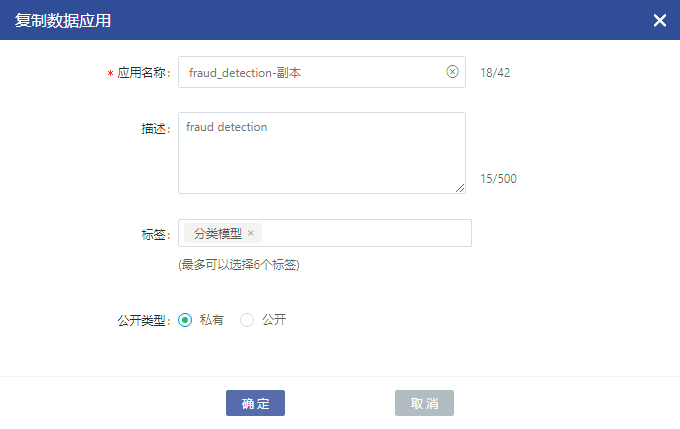 复制数据应用
* 应用名称: fraud_detection-副本 18/42
描述: fraud detection
15/500
标签: 分类模型 ×
(最多可以选择6个标签)
公开类型: 私有 公开
确定 取消